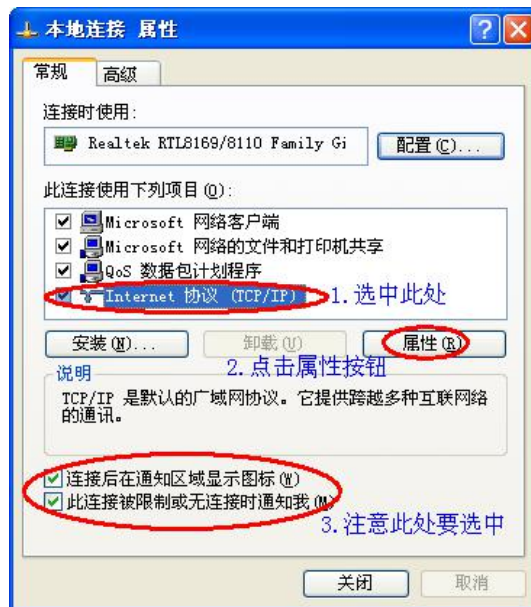 本地连接 属性
常规 高级
连接时使用:
Realtek RTL8169/8110 Family Gi 配置(C)...
此连接使用下列项目(O):
Microsoft 网络客户端
Microsoft 网络的文件和打印机共享
QoS 数据包计划程序
Internet 协议 (TCP/IP) 1.选中此处
安装(N)... 卸载(U) 属性(R)
2.点击属性按钮
说明
TCP/IP 是默认的广域网协议。它提供跨越多种互联网络
的通讯。
连接后在通知区域显示图标(W)
此连接被限制或无连接时通知我(M)
3.注意此处要选中
关闭 取消